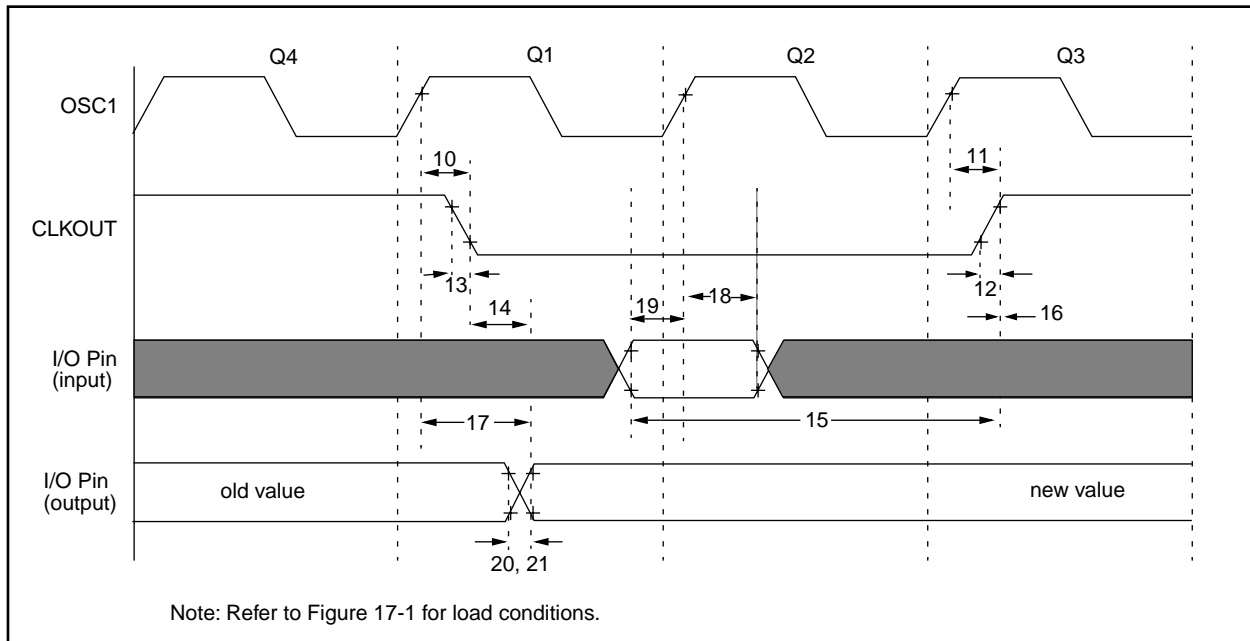 Q4 Q1 Q2 Q3
OSC1
10 11
CLKOUT
13 12
19 18
14 16
I/O Pin
(input)
17 15
I/O Pin
(output)
old value new value
20, 21
Note: Refer to Figure 17-1 for load conditions.